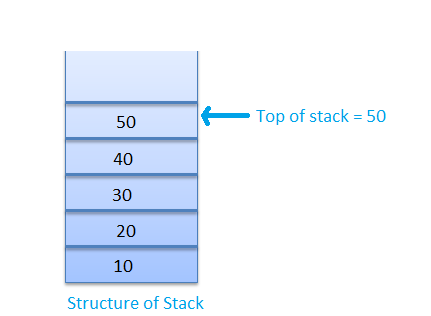 50
Top of stack = 50
40
30
20
10
Structure of Stack